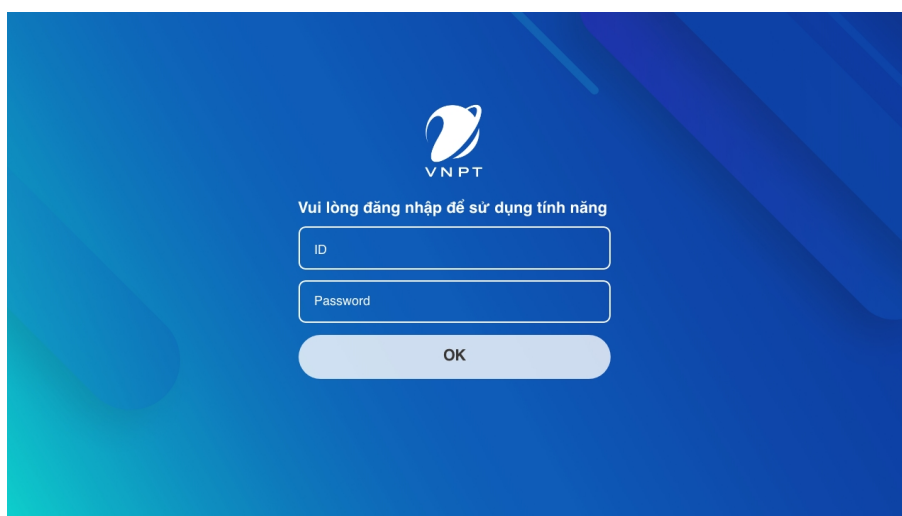 VNPT
Vui lòng đăng nhập để sử dụng tính năng
ID
Password
OK